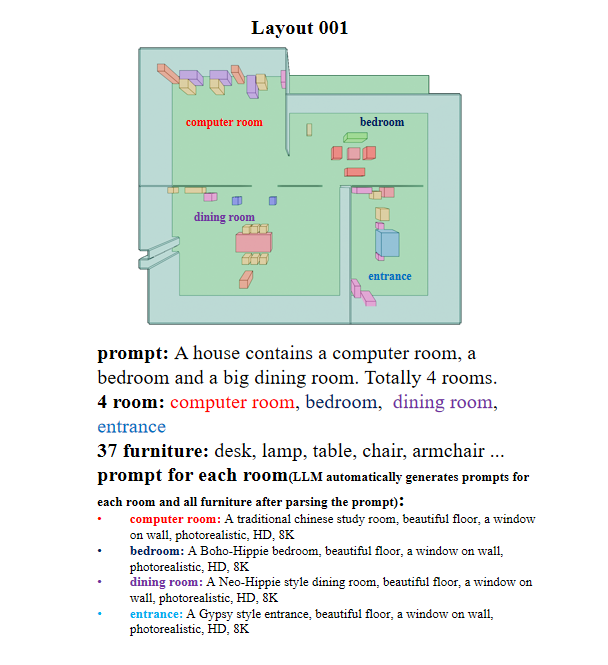 Layout 001
computer room
bedroom
dining room
entrance
prompt: A house contains a computer room, a
bedroom and a big dining room. Totally 4 rooms.
4 room: computer room, bedroom, dining room,
entrance
37 furniture: desk, lamp, table, chair, armchair ...
prompt for each room(LLM automatically generates prompts for
each room and all furniture after parsing the prompt):
• computer room: A traditional chinese study room, beautiful floor, a window
on wall, photorealistic, HD, 8K
• bedroom: A Boho-Hippie bedroom, beautiful floor, a window on wall,
photorealistic, HD, 8K
• dining room: A Neo-Hippie style dining room, beautiful floor, a window on
wall, photorealistic, HD, 8K
• entrance: A Gypsy style entrance, beautiful floor, a window on wall,
photorealistic, HD, 8K